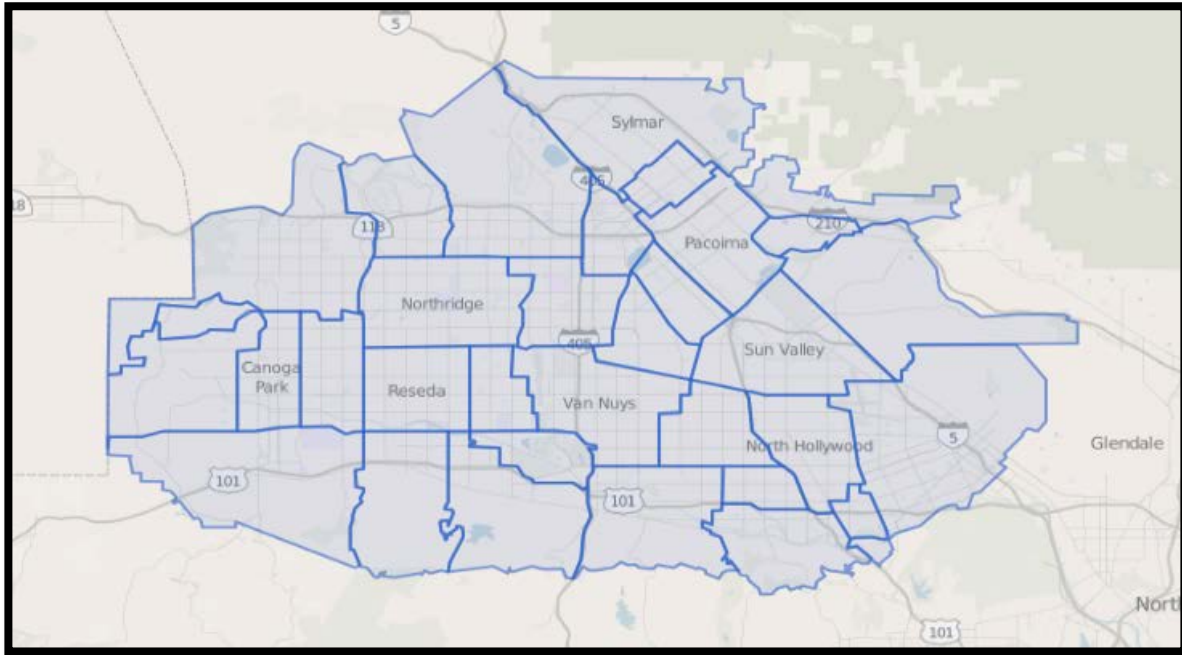 5
Sylmar
405
18
118
210
Pacoima
Northridge
405
Sun Valley
Canoga
Park
Reseda
Van Nuys
North Hollywood
5
Glendale
101
101
North
101